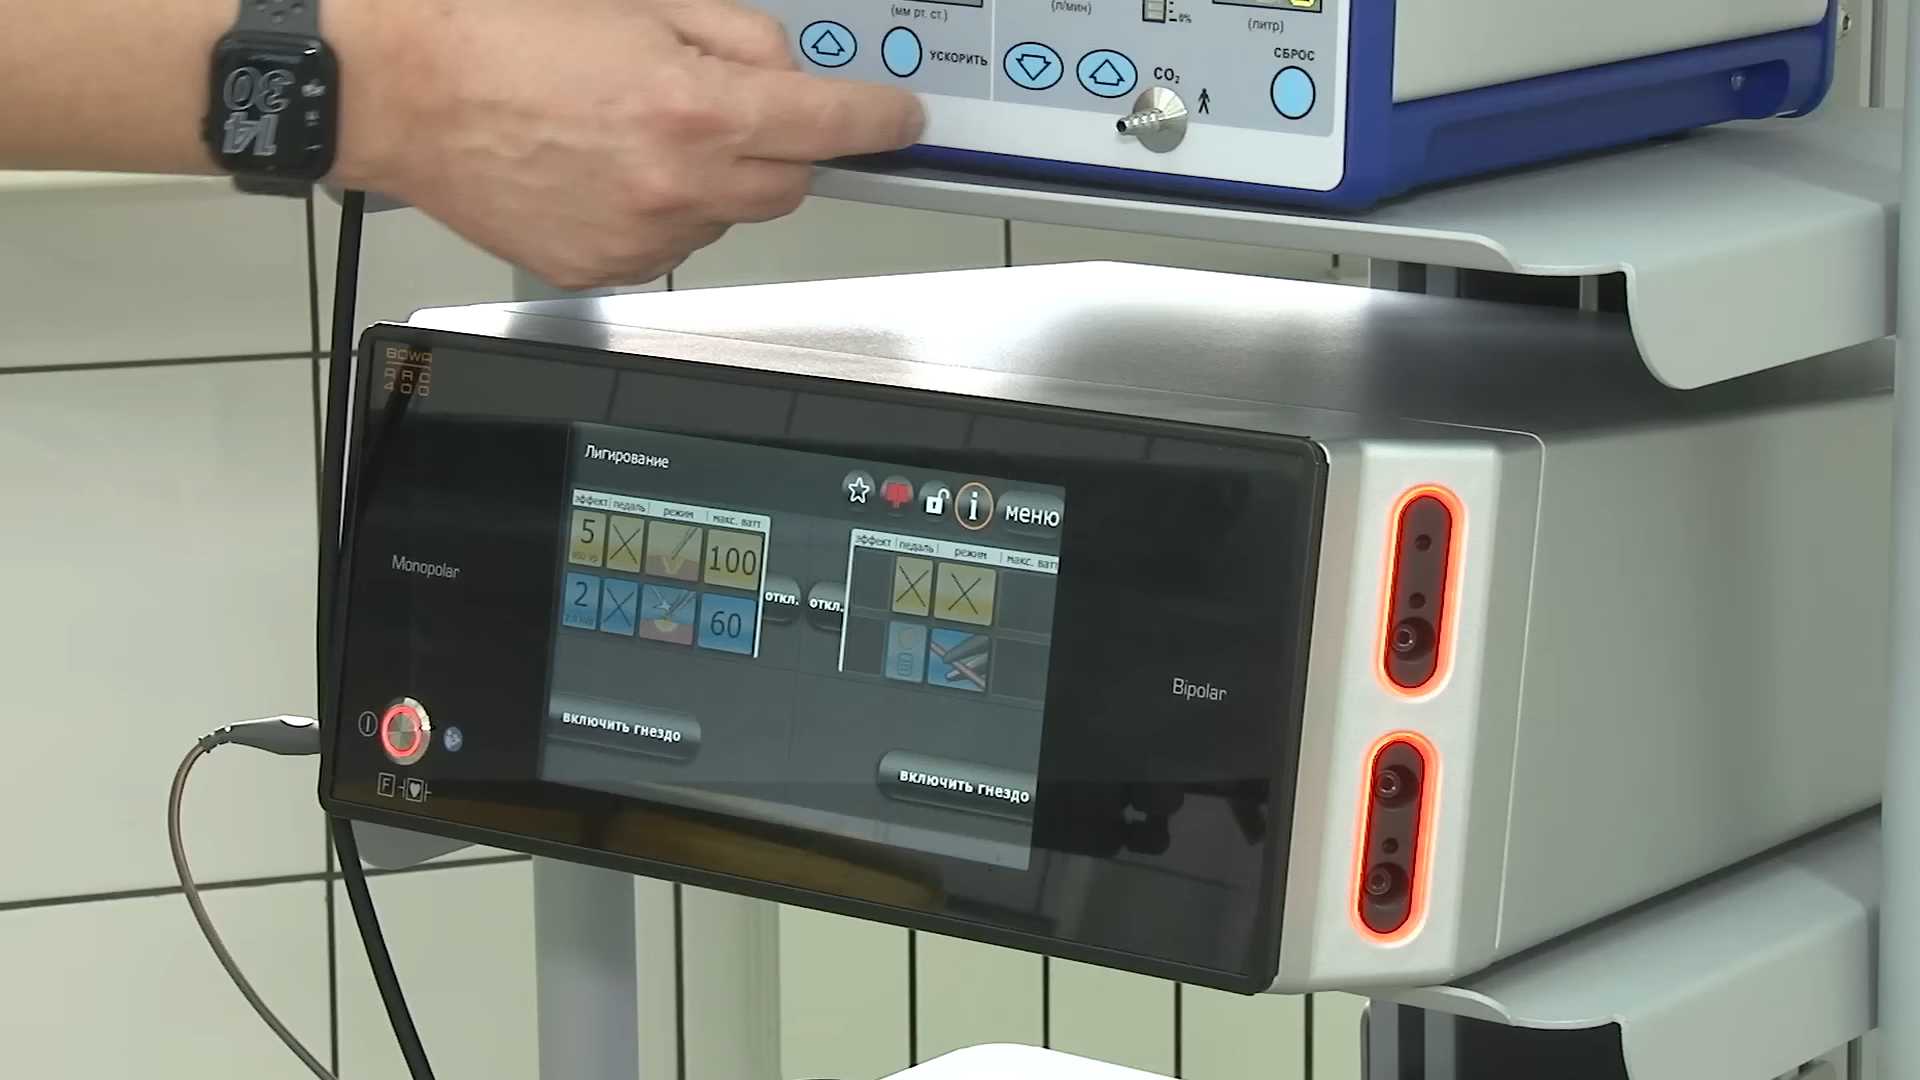 (мм рт. ст.)
(л/мин)
0%
(литр)
УСКОРИТЬ
CO₂
СБРОС
30
14
BOWA
ARC
400
Лигирование
i
меню
эффект | педаль | режим | макс. ватт
5
100
2
60
откл.
откл.
эффект | педаль | режим | макс. ватт
Monopolar
Bipolar
включить гнездо
включить гнездо
F